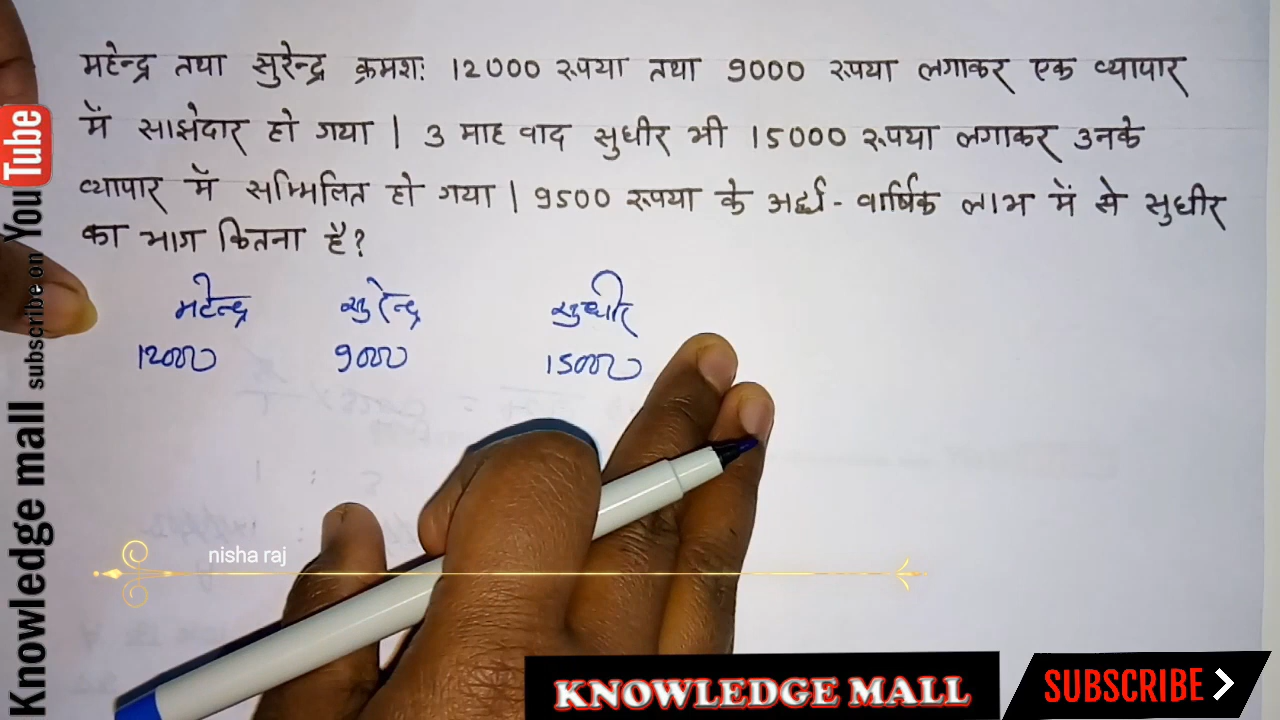 महेन्द्र तथा सुरेन्द्र क्रमशः 12000 रूपया तथा 9000 रूपया लगाकर एक व्यापार
में साझेदार हो गया | 3 माह वाद सुधीर भी 15000 रूपया लगाकर उनके
व्यापार में सम्मिलित हो गया | 9500 रूपया के अर्द्ध - वार्षिक लाभ में से सुधीर
का भाग कितना है ?
महेन्द्र सुरेन्द्र सुधीर
12000 9000 15000
Knowledge mall subscribe on YouTube
nisha raj
KNOWLEDGE MALL
SUBSCRIBE